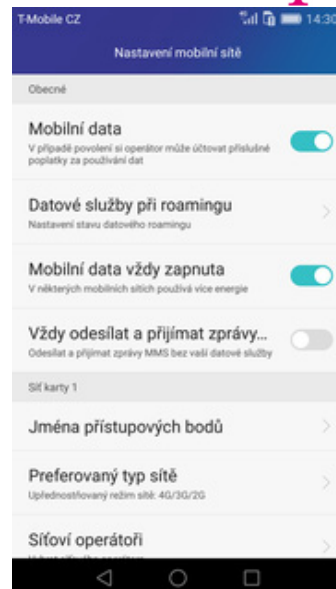 T-Mobile CZ
14:30
Nastavení mobilní sítě
Obecné
Mobilní data
V případě povolení si operátor může účtovat příslušné
poplatky za používání dat
Datové služby při roamingu
Nastavení stavu datového roamingu
Mobilní data vždy zapnuta
V některých mobilních sítích používá více energie
Vždy odesílat a přijímat zprávy...
Odesílat a přijímat zprávy MMS bez vaší datové služby
Síť karty 1
Jména přístupových bodů
Preferovaný typ sítě
Upřednostňovaný režim sítě: 4G/3G/2G
Síťoví operátoři